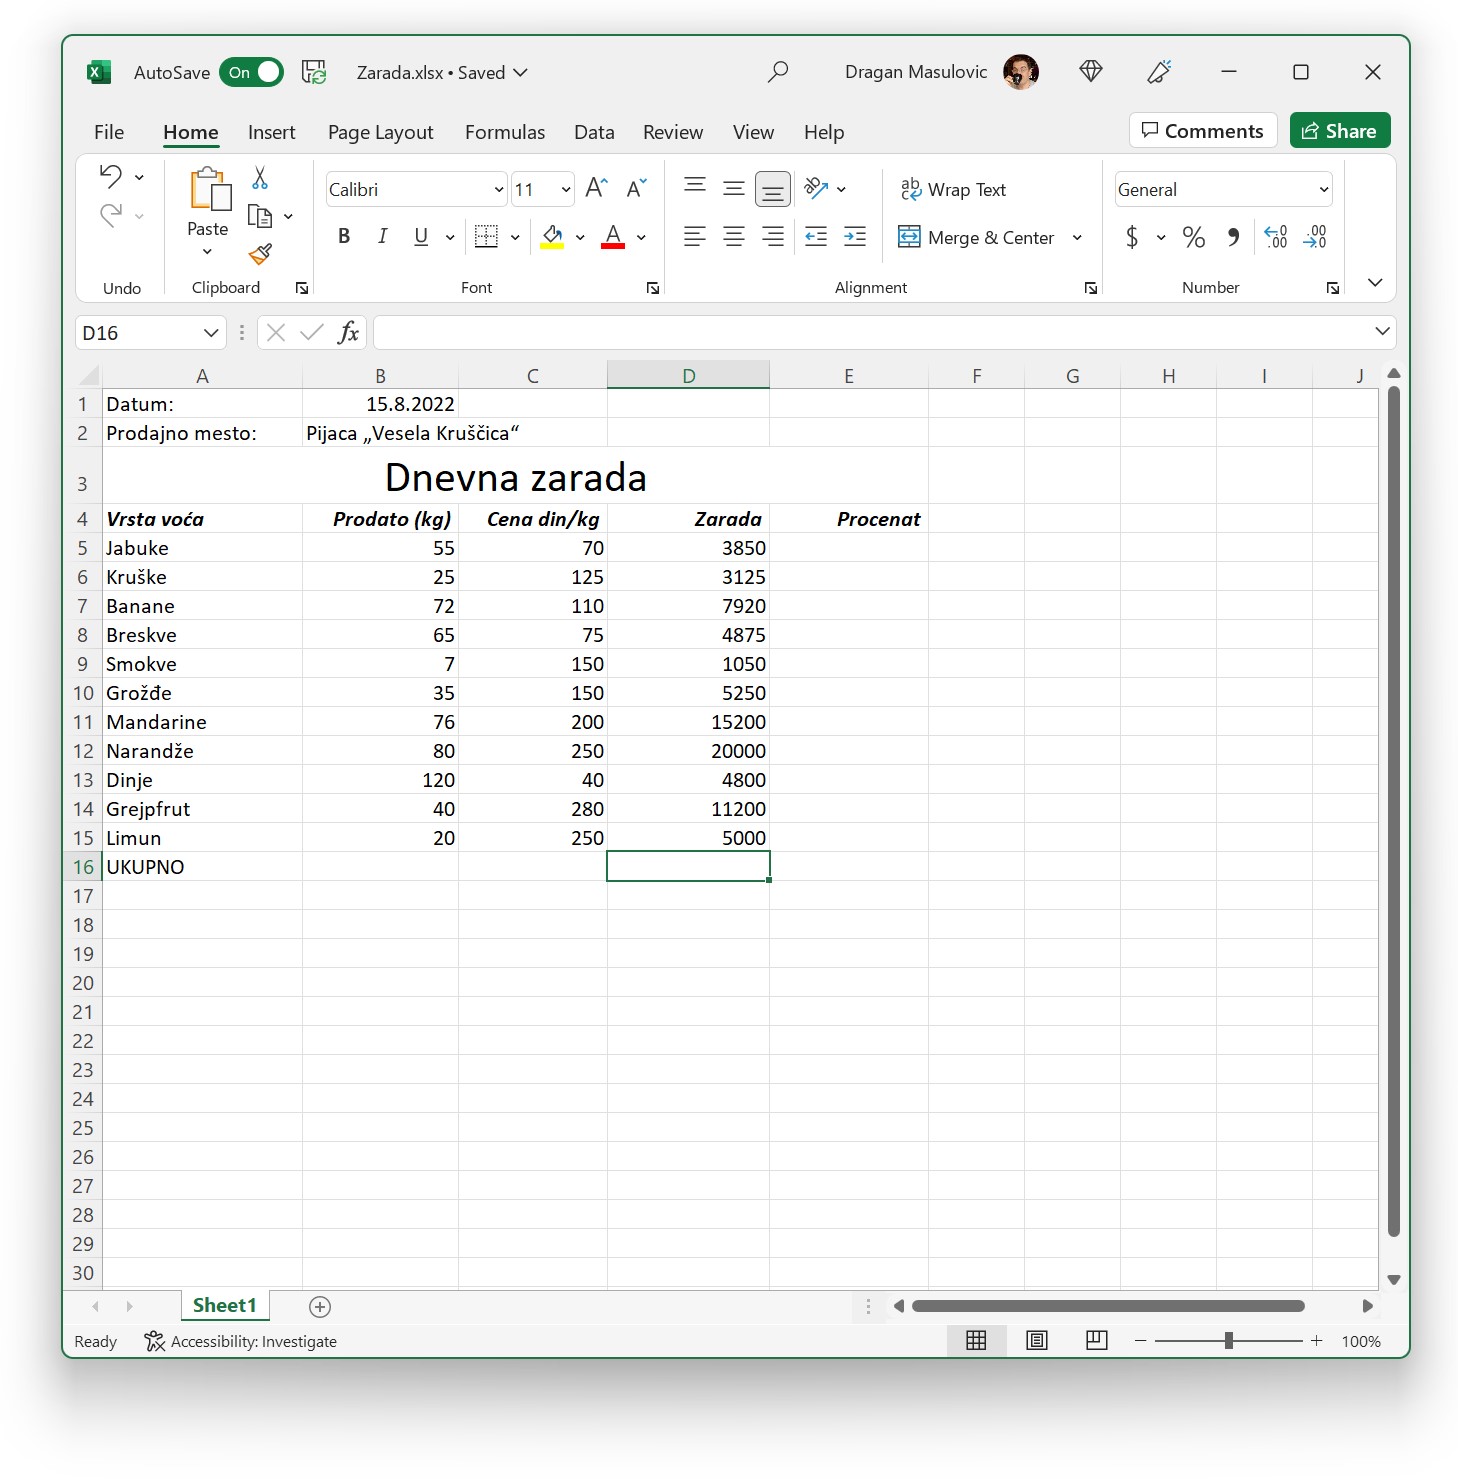 AutoSave On Zarada.xlsx • Saved Dragan Masulovic
File Home Insert Page Layout Formulas Data Review View Help Comments Share
Calibri 11 A A ab Wrap Text General
Paste B I U A ab c Merge & Center $ % 9 .00 .00
Undo Clipboard Font Alignment Number
D16 fx
A B C D E F G H I J
1 Datum: 15.8.2022
2 Prodajno mesto: Pijaca „Vesela Kruščica“
3 Dnevna zarada
4 Vrsta voća Prodato (kg) Cena din/kg Zarada Procenat
5 Jabuke 55 70 3850
6 Kruške 25 125 3125
7 Banane 72 110 7920
8 Breskve 65 75 4875
9 Smokve 7 150 1050
10 Grožđe 35 150 5250
11 Mandarine 76 200 15200
12 Narandže 80 250 20000
13 Dinje 120 40 4800
14 Grejpfrut 40 280 11200
15 Limun 20 250 5000
16 UKUPNO
17
18
19
20
21
22
23
24
25
26
27
28
29
30
Sheet1
Ready Accessibility: Investigate 100%